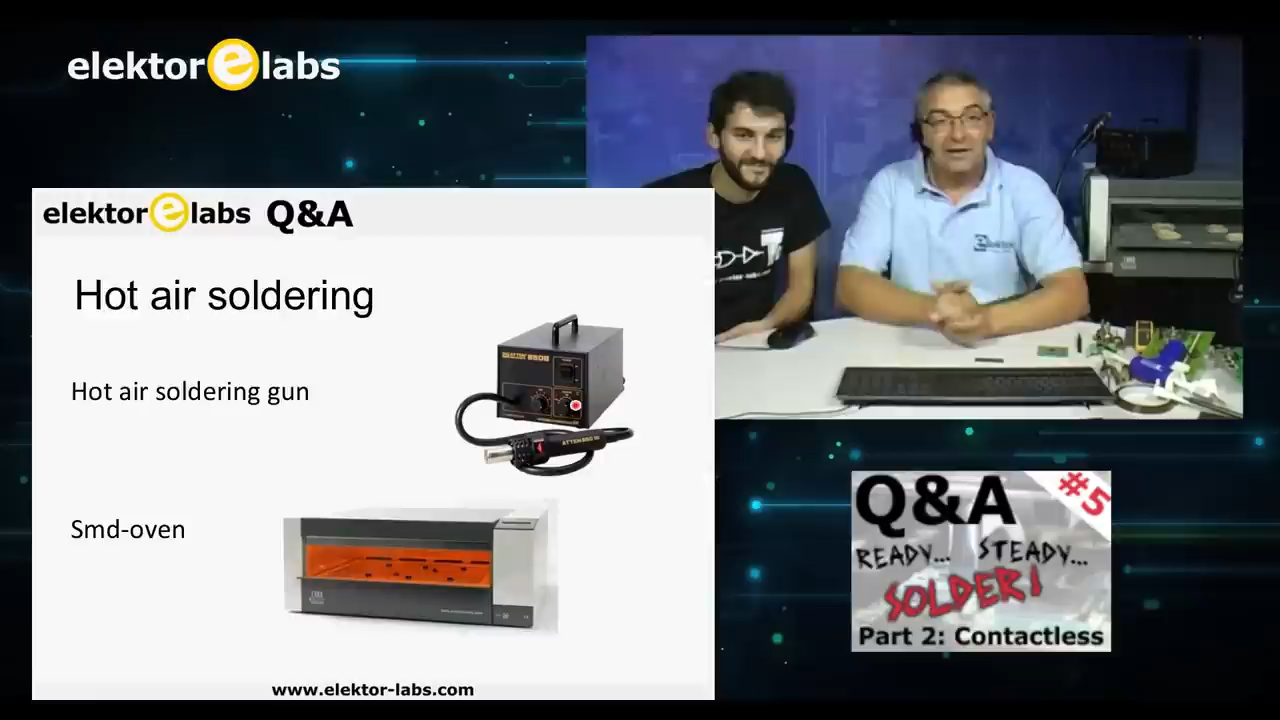 elektor e labs
elektor e labs Q&A
Hot air soldering
Hot air soldering gun
Smd-oven
www.elektor-labs.com
Q&A
#5
READY... STEADY...
SOLDER!
Part 2: Contactless